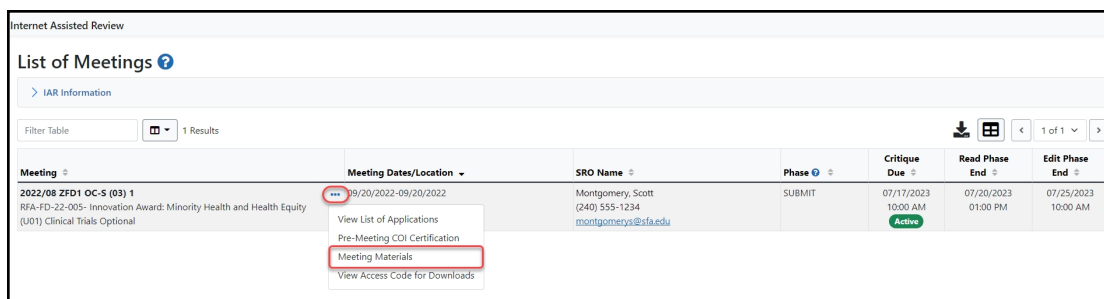 Internet Assisted Review
List of Meetings ?
> IAR Information
Filter Table
1 Results
< 1 of 1 >
Meeting Meeting Dates/Location SRO Name Phase ? Critique Due Read Phase End Edit Phase End
2022/08 ZFD1 OC-S (03) 1 ••• 09/20/2022-09/20/2022 Montgomery, Scott SUBMIT 07/17/2023 07/20/2023 07/25/2023
RFA-FD-22-005- Innovation Award: Minority Health and Health Equity (240) 555-1234 10:00 AM 01:00 PM 10:00 AM
(U01) Clinical Trials Optional montgomerys@sfa.edu Active
View List of Applications
Pre-Meeting COI Certification
Meeting Materials
View Access Code for Downloads